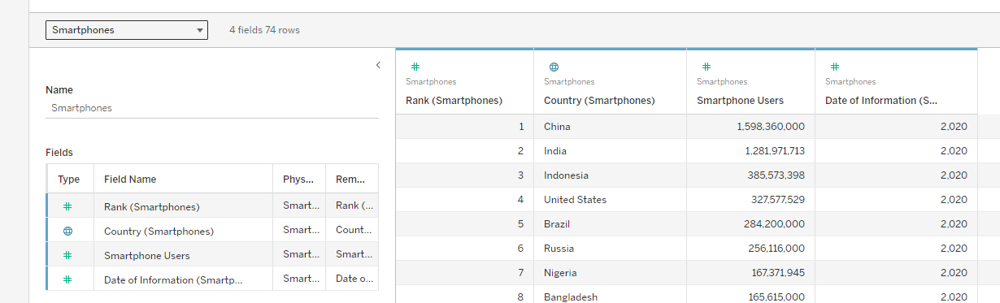 Smartphones
4 fields 74 rows
Name
Smartphones
Fields
Type Field Name Phys... Rem...
# Rank (Smartphones) Smart... Rank (...
Country (Smartphones) Smart... Count...
# Smartphone Users Smart... Smart...
# Date of Information (Smartp... Smart... Date o...
# # #
Smartphones Smartphones Smartphones Smartphones
Rank (Smartphones) Country (Smartphones) Smartphone Users Date of Information (S...
1 China 1,598,360,000 2,020
2 India 1,281,971,713 2,020
3 Indonesia 385,573,398 2,020
4 United States 327,577,529 2,020
5 Brazil 284,200,000 2,020
6 Russia 256,116,000 2,020
7 Nigeria 167,371,945 2,020
8 Bangladesh 165,615,000 2,020